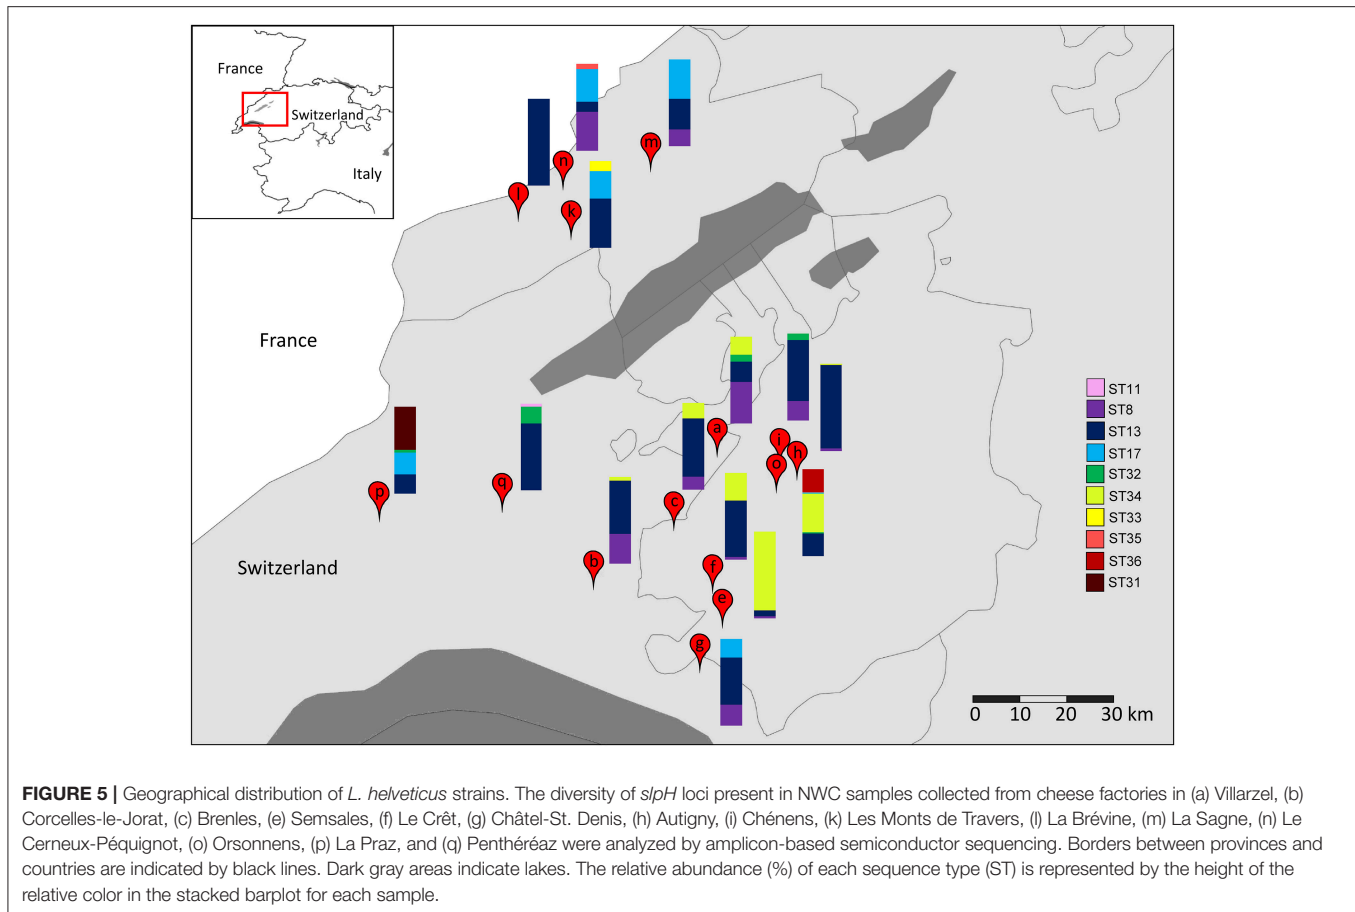 France
Switzerland
Italy
n
m
l
k
France
ST11
ST8
ST13
ST17
ST32
ST34
ST33
ST35
ST36
ST31
a
i
h
o
p
q
c
b
f
e
g
Switzerland
0 10 20 30 km
FIGURE 5 | Geographical distribution of L. helveticus strains. The diversity of slpH loci present in NWC samples collected from cheese factories in (a) Villarzel, (b)
Corcelles-le-Jorat, (c) Brenles, (e) Semsales, (f) Le Crêt, (g) Châtel-St. Denis, (h) Autigny, (i) Chénens, (k) Les Monts de Travers, (l) La Brévine, (m) La Sagne, (n) Le
Cerneux-Péquignot, (o) Orsonnens, (p) La Praz, and (q) Penthéréaz were analyzed by amplicon-based semiconductor sequencing. Borders between provinces and
countries are indicated by black lines. Dark gray areas indicate lakes. The relative abundance (%) of each sequence type (ST) is represented by the height of the
relative color in the stacked barplot for each sample.